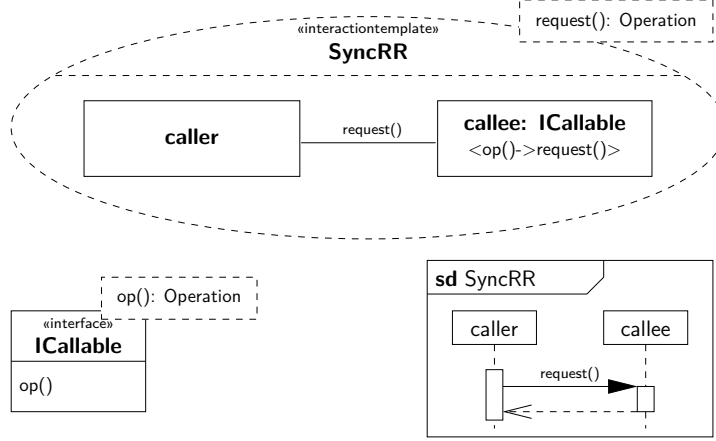 request(): Operation
«interactiontemplate»
SyncRR
caller
request()
callee: ICallable
<op()->request()>
op(): Operation
«interface»
ICallable
op()
sd SyncRR
caller
callee
request()